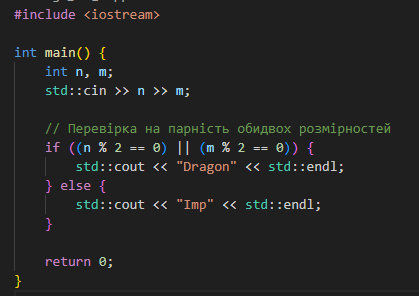 #include <iostream>
int main() {
int n, m;
std::cin >> n >> m;
// Перевірка на парність обидвох розмірностей
if ((n % 2 == 0) || (m % 2 == 0)) {
std::cout << "Dragon" << std::endl;
} else {
std::cout << "Imp" << std::endl;
}
return 0;
}